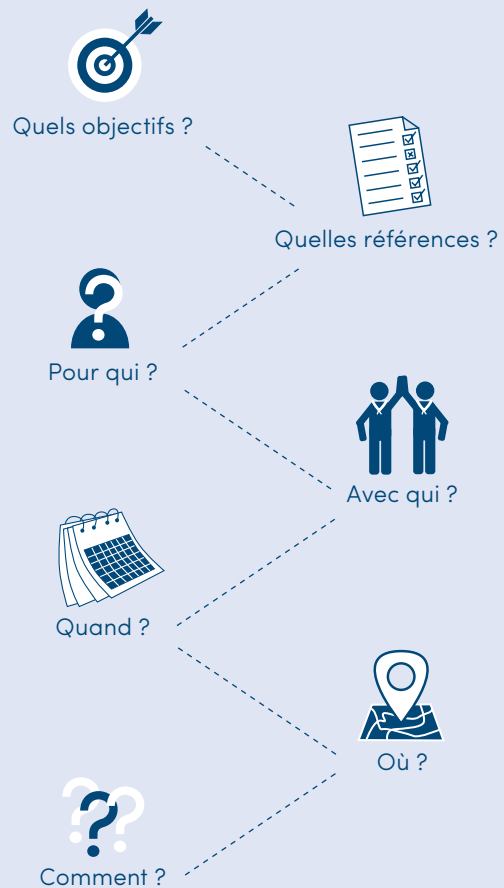 Quels objectifs ?
Quelles références ?
Pour qui ?
Avec qui ?
Quand ?
Où ?
Comment ?